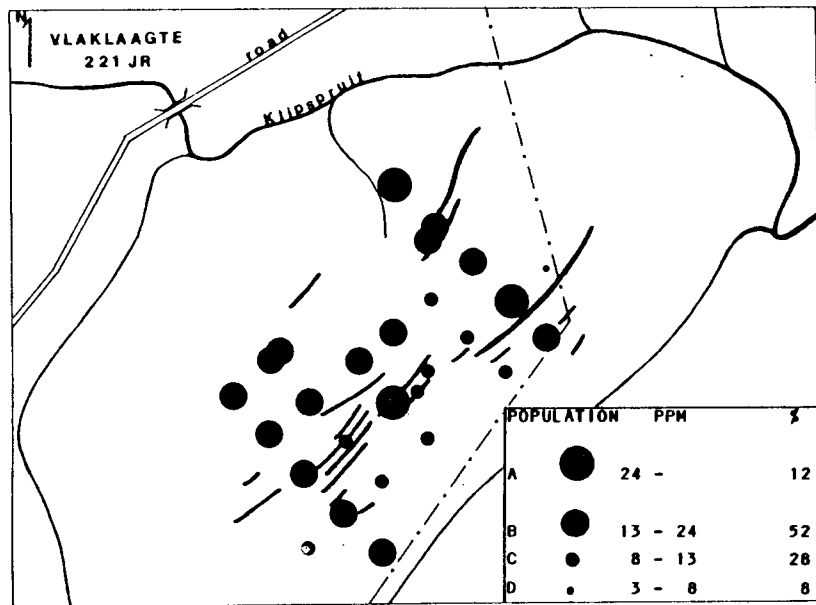 N
VLAKLAAGTE
221 JR
road
Klipspruit
POPULATION PPM %
A 24 - 12
B 13 - 24 52
C 8 - 13 28
D 3 - 8 8